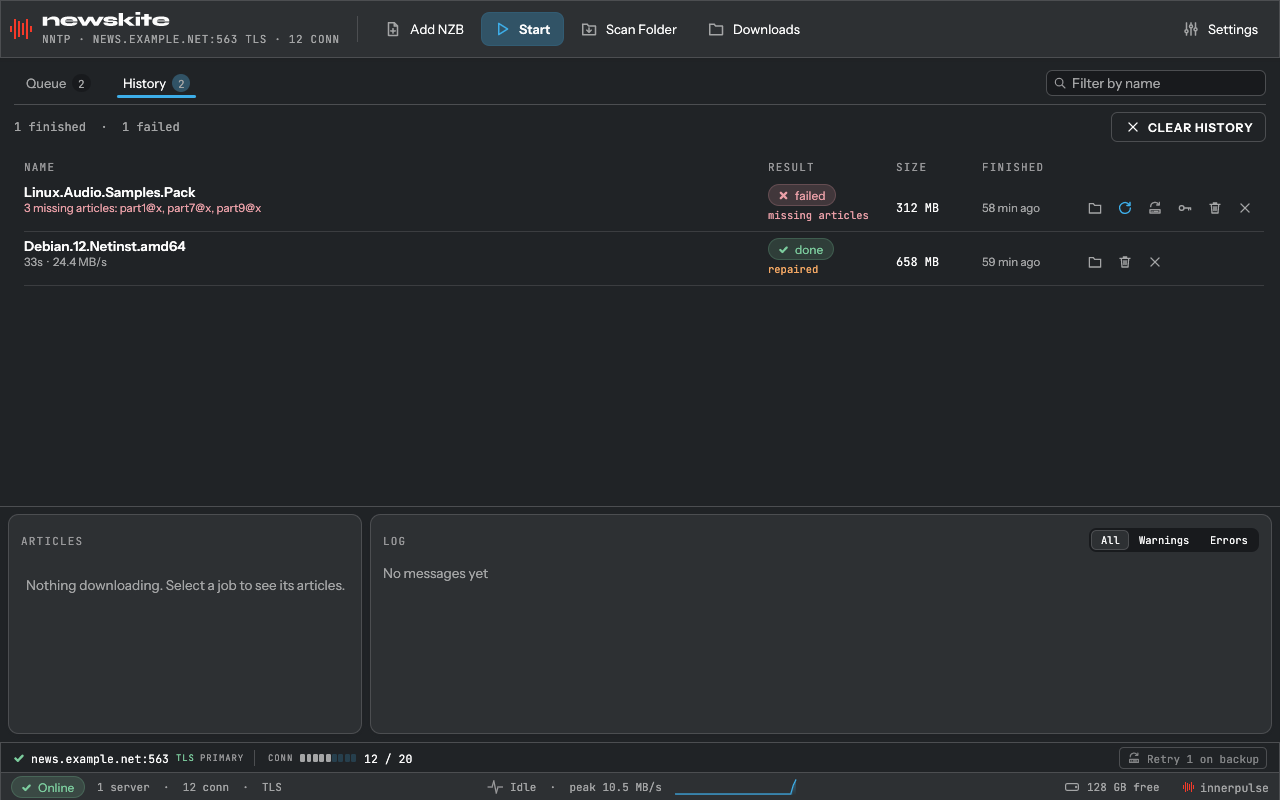 newskite
NNTP · NEWS.EXAMPLE.NET:563 TLS · 12 CONN
Add NZB
Start
Scan Folder
Downloads
Settings
Queue 2
History 2
Filter by name
1 finished · 1 failed
CLEAR HISTORY
NAME RESULT SIZE FINISHED
Linux.Audio.Samples.Pack
3 missing articles: part1@x, part7@x, part9@x
failed
missing articles
312 MB
58 min ago
Debian.12.Netinst.amd64
33s · 24.4 MB/s
done
repaired
658 MB
59 min ago
ARTICLES
Nothing downloading. Select a job to see its articles.
LOG
All Warnings Errors
No messages yet
news.example.net:563 TLS PRIMARY CONN 12 / 20
Retry 1 on backup
Online 1 server · 12 conn · TLS
Idle · peak 10.5 MB/s
128 GB free
innerpulse